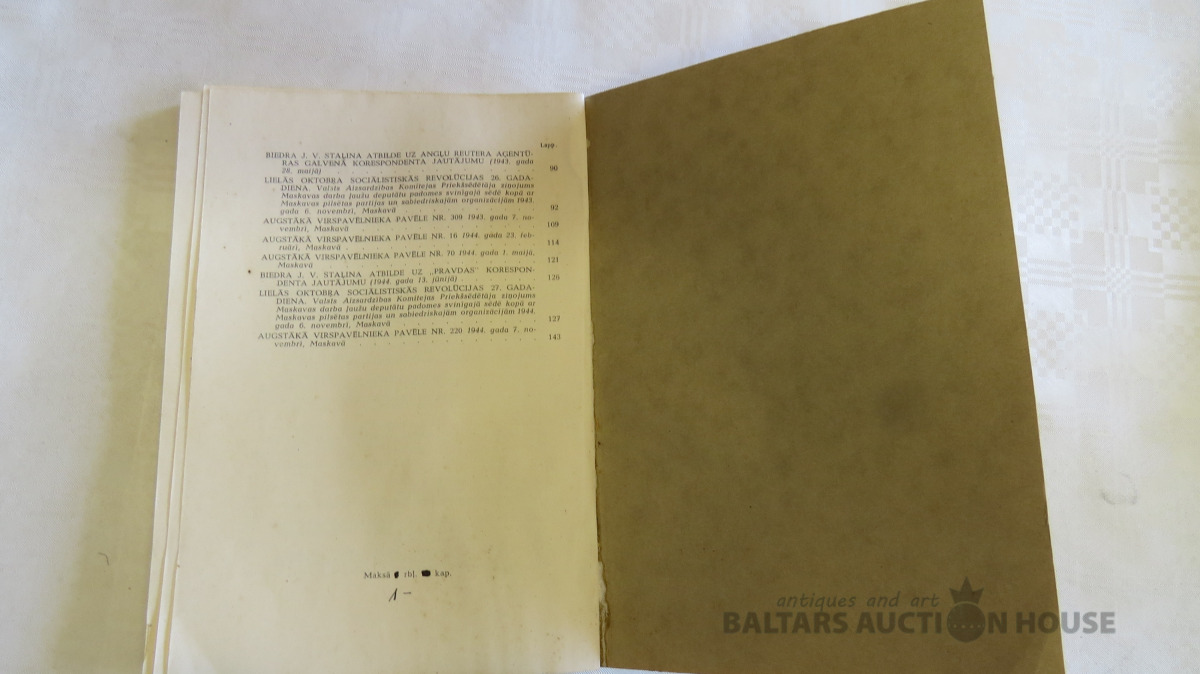 Lapp.
BIEDRA J. V. STAĻINA ATBILDE UZ ANGĻU REUTERA AĢENTŪ-
RAS GALVENĀ KORESPONDENTA JAUTĀJUMU (1943. gada
28. maijā) . . . . . . . . . . . . . . 90
LIELĀS OKTOBRA SOCIĀLISTISKĀS REVOLŪCIJAS 26. GADA-
DIENA. Valsts Aizsardzības Komitejas Priekšsēdētāja ziņojums
Maskavas darba ļaužu deputātu padomes svinīgajā sēdē kopā ar
Maskavas pilsētas partijas un sabiedriskajām organizācijām 1943.
gada 6. novembrī, Maskavā . . . . . . . . . . 92
AUGSTĀKĀ VIRSPAVĒLNIEKA PAVĒLE NR. 309 1943. gada 7. no-
vembrī, Maskavā . . . . . . . . . . . . 109
AUGSTĀKĀ VIRSPAVĒLNIEKA PAVĒLE NR. 16 1944. gada 23. feb-
ruārī, Maskavā . . . . . . . . . . . . 114
AUGSTĀKĀ VIRSPAVĒLNIEKA PAVĒLE NR. 70 1944. gada 1. maijā,
Maskavā . . . . . . . . . . . . . . 121
BIEDRA J. V. STAĻINA ATBILDE UZ „PRAVDAS" KORESPON-
DENTA JAUTĀJUMU (1944. gada 13. jūnijā) . . . . . . 126
LIELĀS OKTOBRA SOCIĀLISTISKĀS REVOLŪCIJAS 27. GADA-
DIENA. Valsts Aizsardzības Komitejas Priekšsēdētāja ziņojums
Maskavas darba ļaužu deputātu padomes svinīgajā sēdē kopā ar
Maskavas pilsētas partijas un sabiedriskajām organizācijām 1944.
gada 6. novembrī, Maskavā . . . . . . . . . . 127
AUGSTĀKĀ VIRSPAVĒLNIEKA PAVĒLE NR. 220 1944. gada 7. no-
vembrī, Maskavā . . . . . . . . . . . . 143
Maksā rbļ. kap.
1 —
antiques and art
BALTARS AUCTION HOUSE